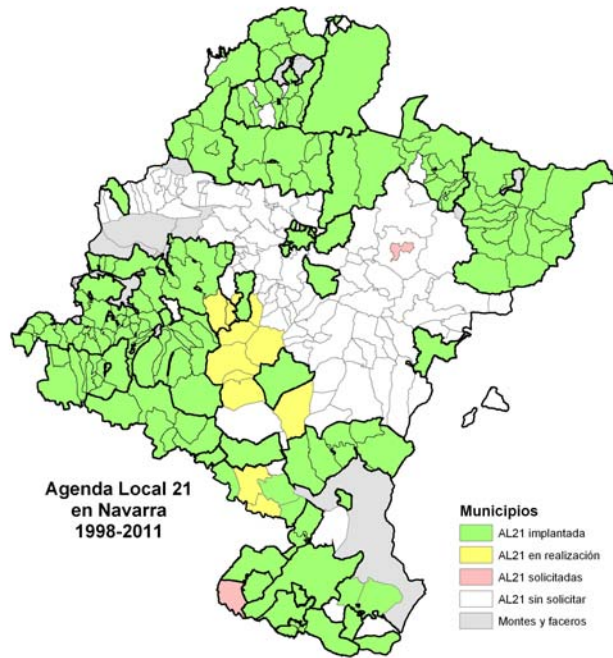 Agenda Local 21
en Navarra
1998-2011
Municipios
AL21 implantada
AL21 en realización
AL21 solicitadas
AL21 sin solicitar
Montes y faceros